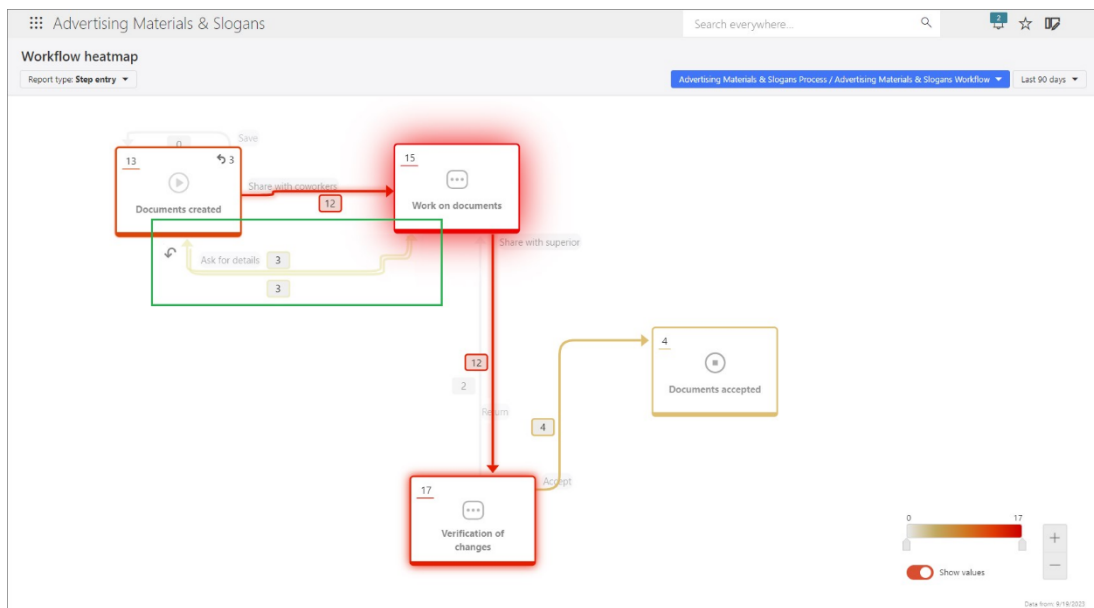 Advertising Materials & Slogans
Search everywhere...
2
Workflow heatmap
Report type: Step entry
Advertising Materials & Slogans Process / Advertising Materials & Slogans Workflow
Last 90 days
Save
0
13
3
Documents created
Share with coworkers
12
15
Work on documents
Ask for details
3
3
Share with superior
12
2
Return
4
Documents accepted
4
Accept
17
Verification of
changes
0
17
Show values
Data from: 9/19/2023